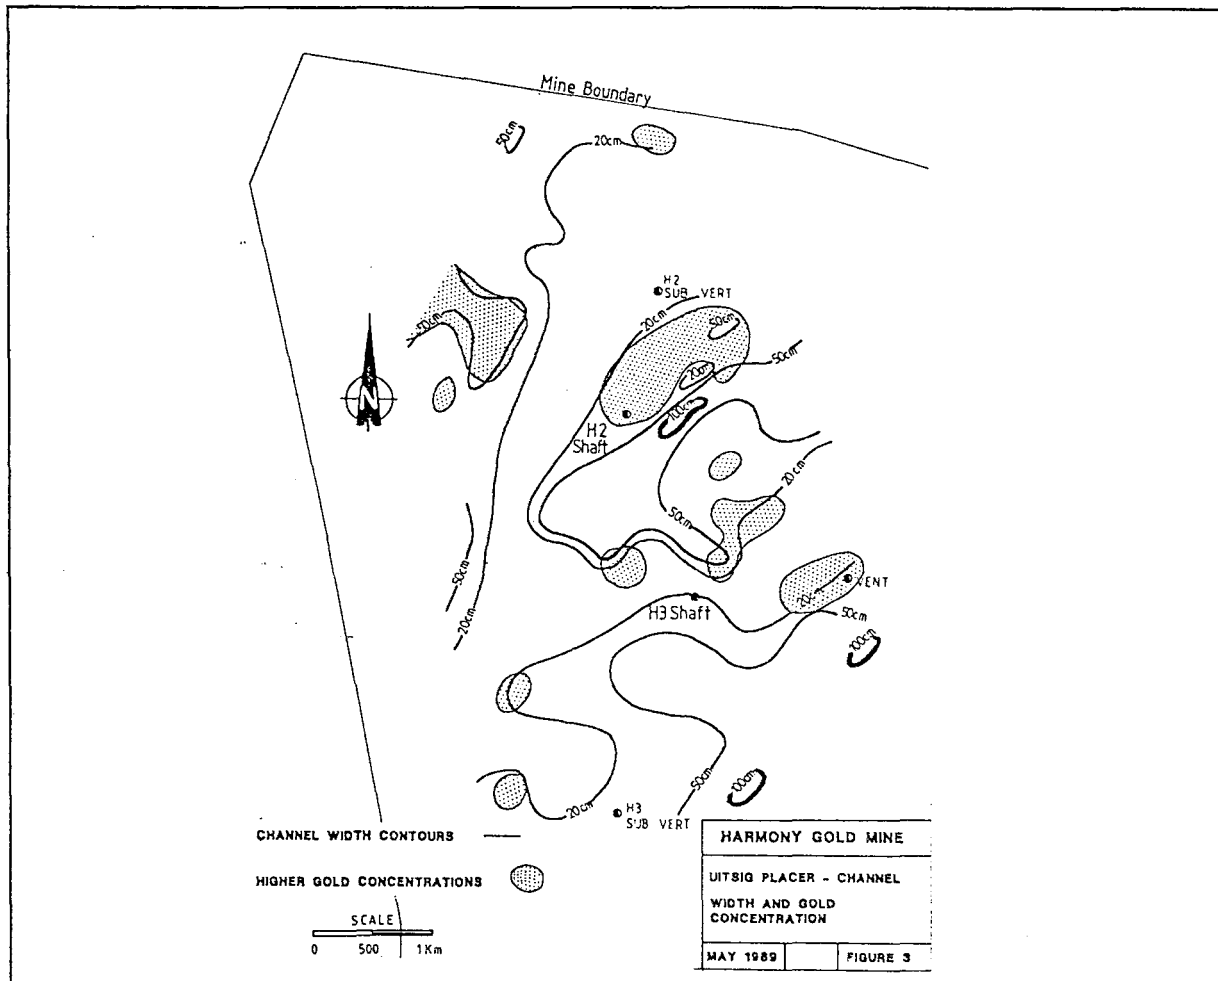 Mine Boundary
50cm
20cm
H2
SUB VERT
20cm
50cm
50cm
50cm
20cm
100cm
H2
Shaft
20cm
50cm
50cm
VENT
20cm
20cm
H3 Shaft
50cm
100cm
50cm
100cm
20cm
H3
SUB VERT
N
CHANNEL WIDTH CONTOURS
HIGHER GOLD CONCENTRATIONS
SCALE
0 500 1Km
HARMONY GOLD MINE
UITSIG PLACER - CHANNEL
WIDTH AND GOLD
CONCENTRATION
MAY 1989 FIGURE 3